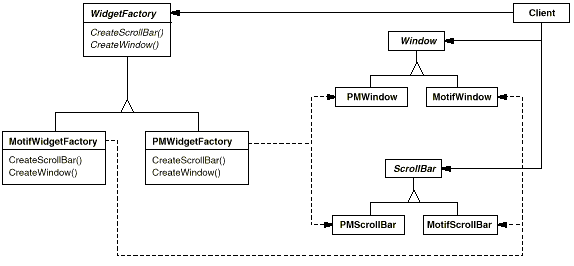 WidgetFactory
CreateScrollBar()
CreateWindow()
Client
Window
PMWindow
MotifWindow
MotifWidgetFactory
CreateScrollBar()
CreateWindow()
PMWidgetFactory
CreateScrollBar()
CreateWindow()
ScrollBar
PMScrollBar
MotifScrollBar